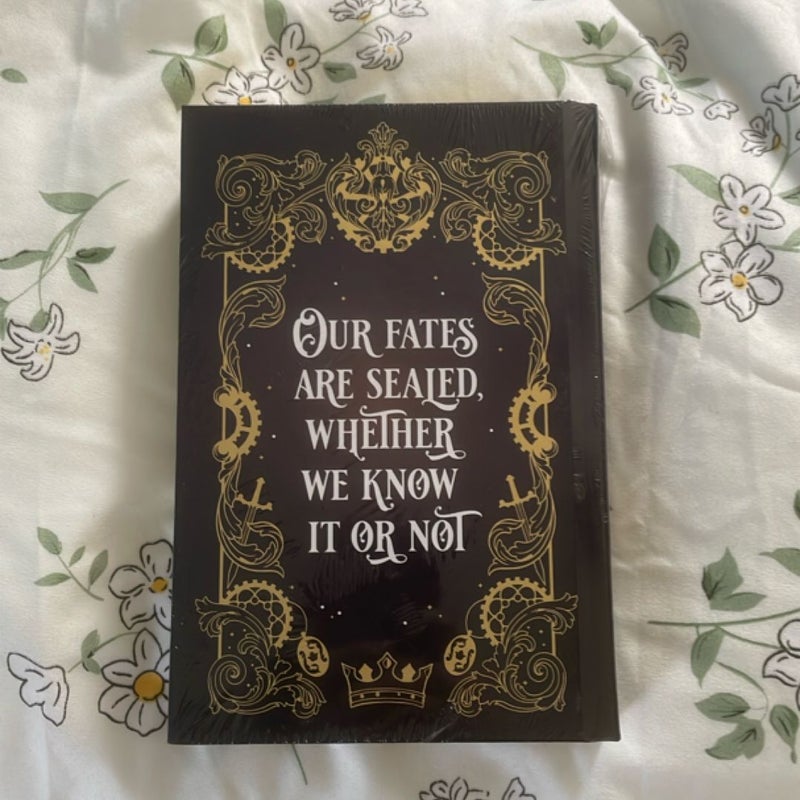 OUR FATES
ARE SEALED,
WHETHER
WE KNOW
IT OR NOT